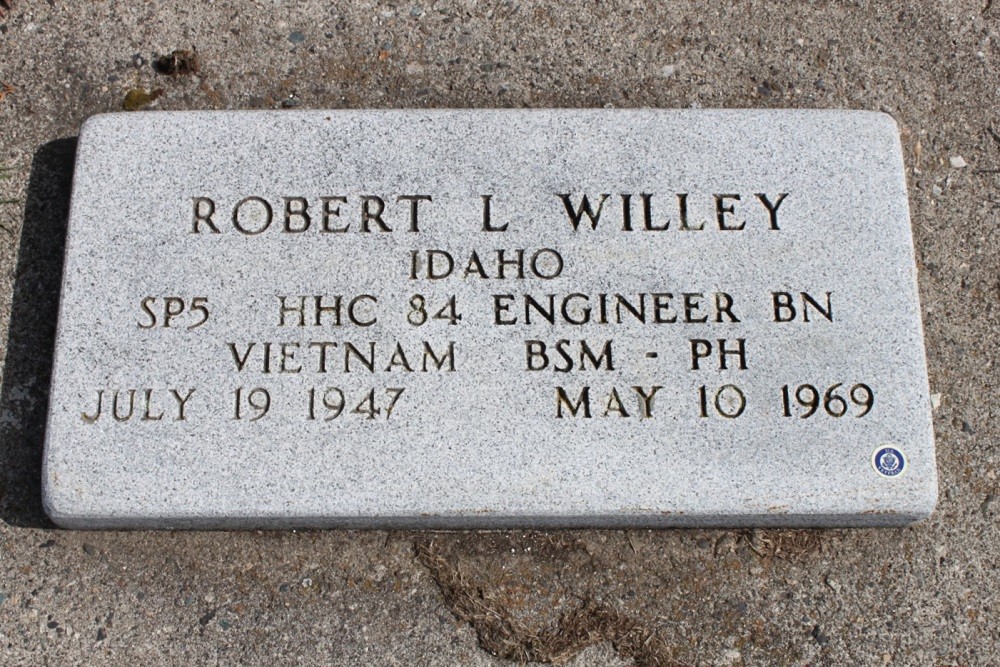 ROBERT L WILLEY
IDAHO
SP5 HHC 84 ENGINEER BN
VIETNAM BSM - PH
JULY 19 1947 MAY 10 1969